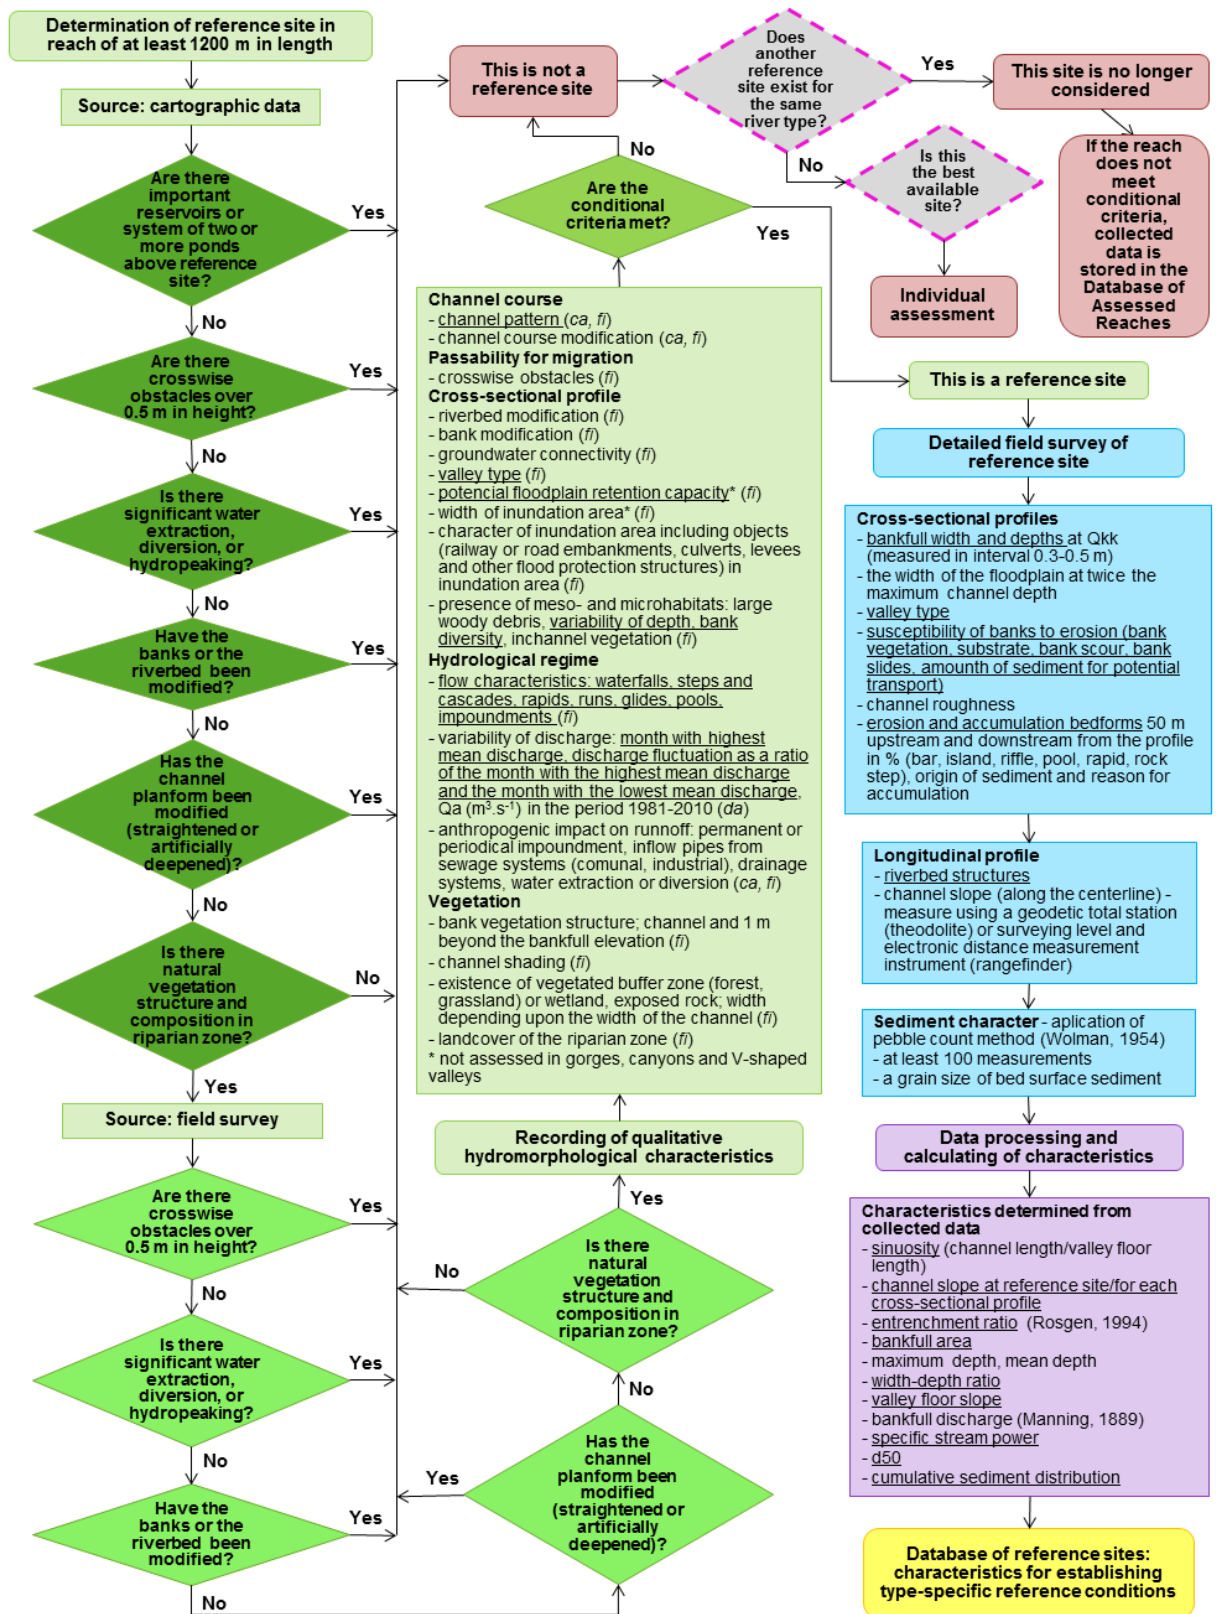 Determination of reference site in
reach of at least 1200 m in length
Source: cartographic data
Are there
important
reservoirs or
system of two or
more ponds
above reference
site?
Yes
No
Are there
crosswise
obstacles over
0.5 m in height?
Yes
No
Is there
significant water
extraction,
diversion, or
hydropeaking?
Yes
No
Have the
banks or the
riverbed been
modified?
Yes
No
Has the
channel
planform been
modified
(straightened or
artificially
deepened)?
Yes
No
Is there
natural
vegetation
structure and
composition in
riparian zone?
No
Yes
Source: field survey
No
Are there
crosswise
obstacles over
0.5 m in height?
Yes
No
Is there
significant water
extraction,
diversion, or
hydropeaking?
Yes
No
Have the
banks or the
riverbed been
modified?
Yes
No
Has the
channel
planform been
modified
(straightened or
artificially
deepened)?
Yes
No
Is there
natural
vegetation
structure and
composition in
riparian zone?
No
Yes
Recording of qualitative
hydromorphological characteristics
Channel course
- channel pattern (ca, fi)
- channel course modification (ca, fi)
Passability for migration
- crosswise obstacles (fi)
Cross-sectional profile
- riverbed modification (fi)
- bank modification (fi)
- groundwater connectivity (fi)
- valley type (fi)
- potencial floodplain retention capacity* (fi)
- width of inundation area* (fi)
- character of inundation area including objects
(railway or road embankments, culverts, levees
and other flood protection structures) in
inundation area (fi)
- presence of meso- and microhabitats: large
woody debris, variability of depth, bank
diversity, inchannel vegetation (fi)
Hydrological regime
- flow characteristics: waterfalls, steps and
cascades, rapids, runs, glides, pools,
impoundments (fi)
- variability of discharge: month with highest
mean discharge, discharge fluctuation as a ratio
of the month with the highest mean discharge
and the month with the lowest mean discharge,
Qa (m³.s⁻¹) in the period 1981-2010 (da)
- anthropogenic impact on runnoff: permanent or
periodical impoundment, inflow pipes from
sewage systems (comunal, industrial), drainage
systems, water extraction or diversion (ca, fi)
Vegetation
- bank vegetation structure; channel and 1 m
beyond the bankfull elevation (fi)
- channel shading (fi)
- existence of vegetated buffer zone (forest,
grassland) or wetland, exposed rock; width
depending upon the width of the channel (fi)
- landcover of the riparian zone (fi)
* not assessed in gorges, canyons and V-shaped
valleys
Are the
conditional
criteria met?
No
Yes
This is not a
reference site
Does
another
reference
site exist for
the same
river type?
Yes
No
This site is no longer
considered
If the reach
does not
meet
conditional
criteria,
collected
data is
stored in the
Database of
Assessed
Reaches
Is this
the best
available
site?
Individual
assessment
This is a reference site
Detailed field survey of
reference site
Cross-sectional profiles
- bankfull width and depths at Qkk
(measured in interval 0.3-0.5 m)
- the width of the floodplain at twice the
maximum channel depth
- valley type
- susceptibility of banks to erosion (bank
vegetation, substrate, bank scour, bank
slides, amounth of sediment for potential
transport)
- channel roughness
- erosion and accumulation bedforms 50 m
upstream and downstream from the profile
in % (bar, island, riffle, pool, rapid, rock
step), origin of sediment and reason for
accumulation
Longitudinal profile
- riverbed structures
- channel slope (along the centerline) -
measure using a geodetic total station
(theodolite) or surveying level and
electronic distance measurement
instrument (rangefinder)
Sediment character - aplication of
pebble count method (Wolman, 1954)
- at least 100 measurements
- a grain size of bed surface sediment
Data processing and
calculating of characteristics
Characteristics determined from
collected data
- sinuosity (channel length/valley floor
length)
- channel slope at reference site/for each
cross-sectional profile
- entrenchment ratio (Rosgen, 1994)
- bankfull area
- maximum depth, mean depth
- width-depth ratio
- valley floor slope
- bankfull discharge (Manning, 1889)
- specific stream power
- d50
- cumulative sediment distribution
Database of reference sites:
characteristics for establishing
type-specific reference conditions